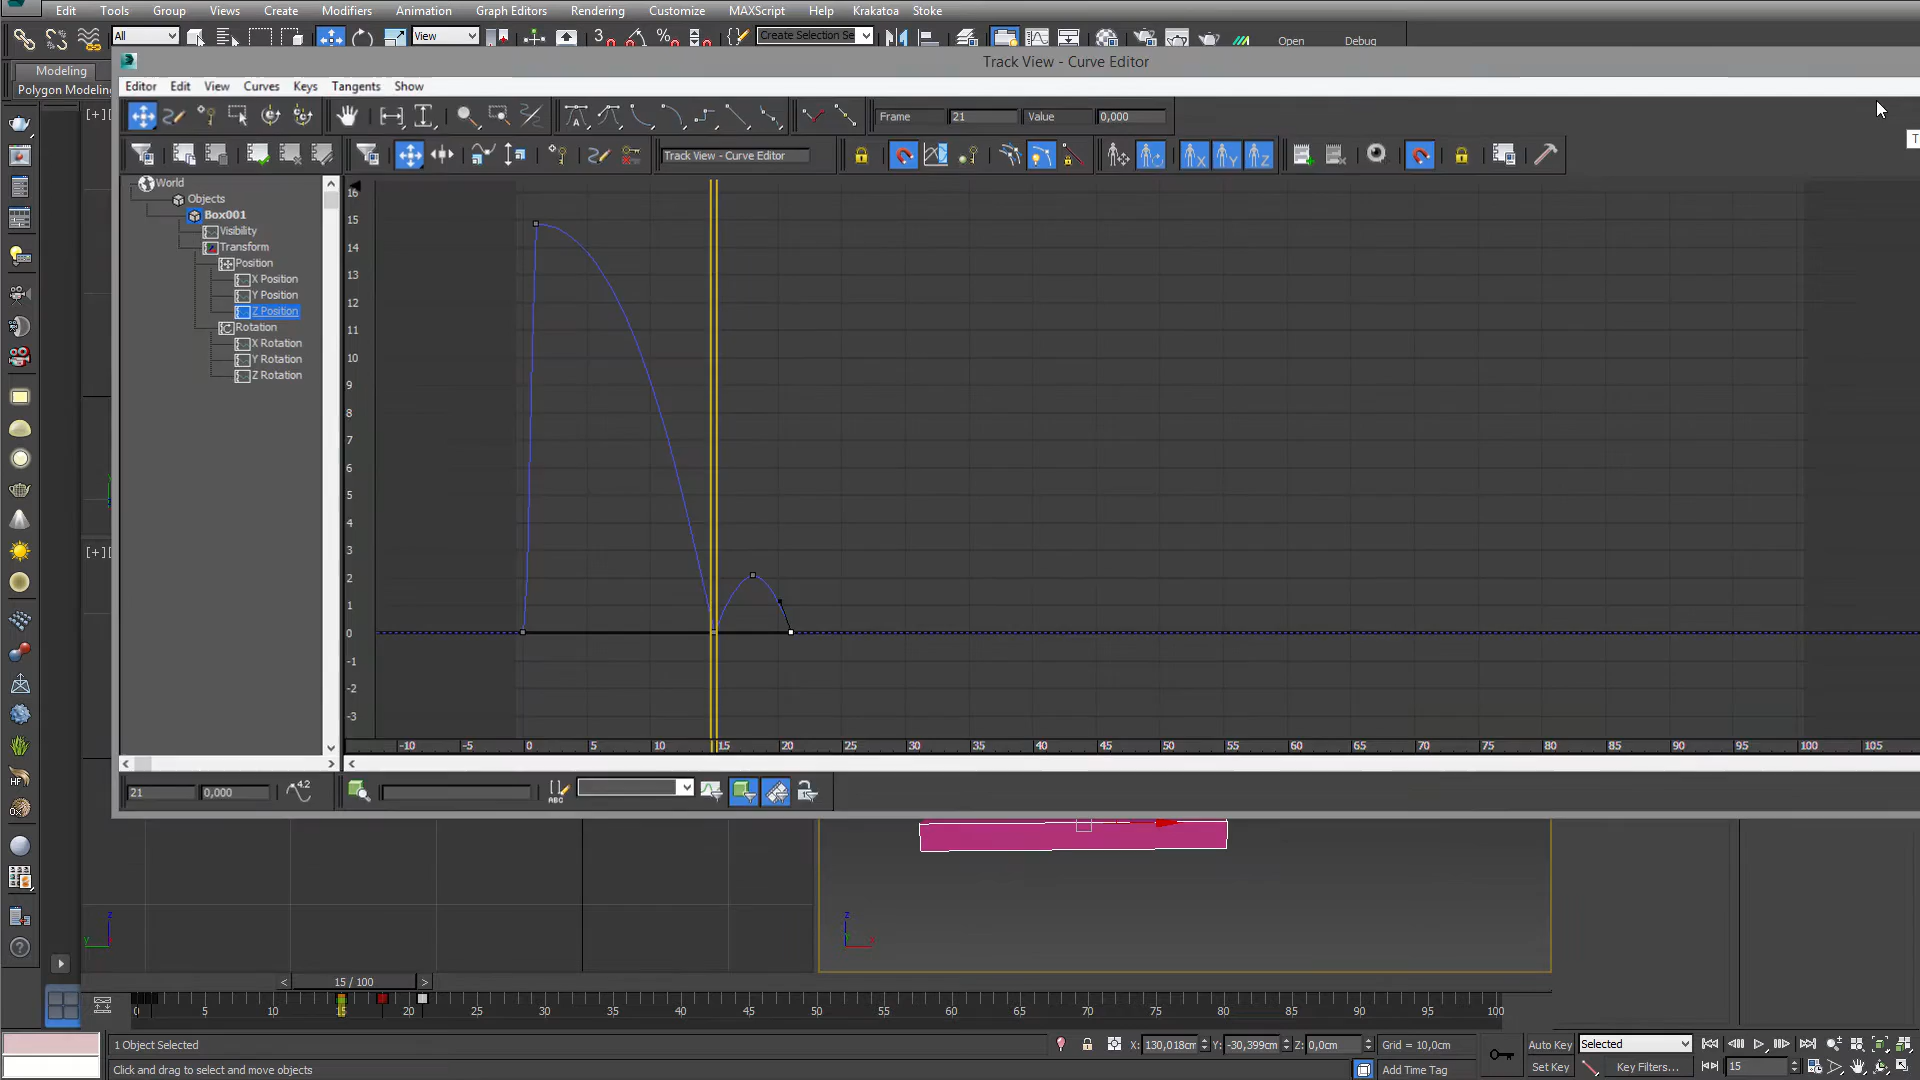 Edit Tools Group Views Create Modifiers Animation Graph Editors Rendering Customize MAXScript Help Krakatoa Stoke
All View Create Selection Se Open Debug
Modeling
Polygon Modeling
Track View - Curve Editor
Editor Edit View Curves Keys Tangents Show
Frame 21 Value 0,000
Track View - Curve Editor
T
World
Objects
Box001
Visibility
Transform
Position
X Position
Y Position
Z Position
Rotation
X Rotation
Y Rotation
Z Rotation
16
15
14
13
12
11
10
9
8
7
6
5
4
3
2
1
0
-1
-2
-3
-10 -5 0 5 10 15 20 25 30 35 40 45 50 55 60 65 70 75 80 85 90 95 100 105
21 0,000 4.2 ABC
[+][
[+][
z
y
z
x
< 15 / 100 >
0 5 10 15 20 25 30 35 40 45 50 55 60 65 70 75 80 85 90 95 100
1 Object Selected X: 130,018cm Y: -30,399cm Z: 0,0cm Grid = 10,0cm Auto Key Selected
Click and drag to select and move objects Add Time Tag Set Key Key Filters... 15